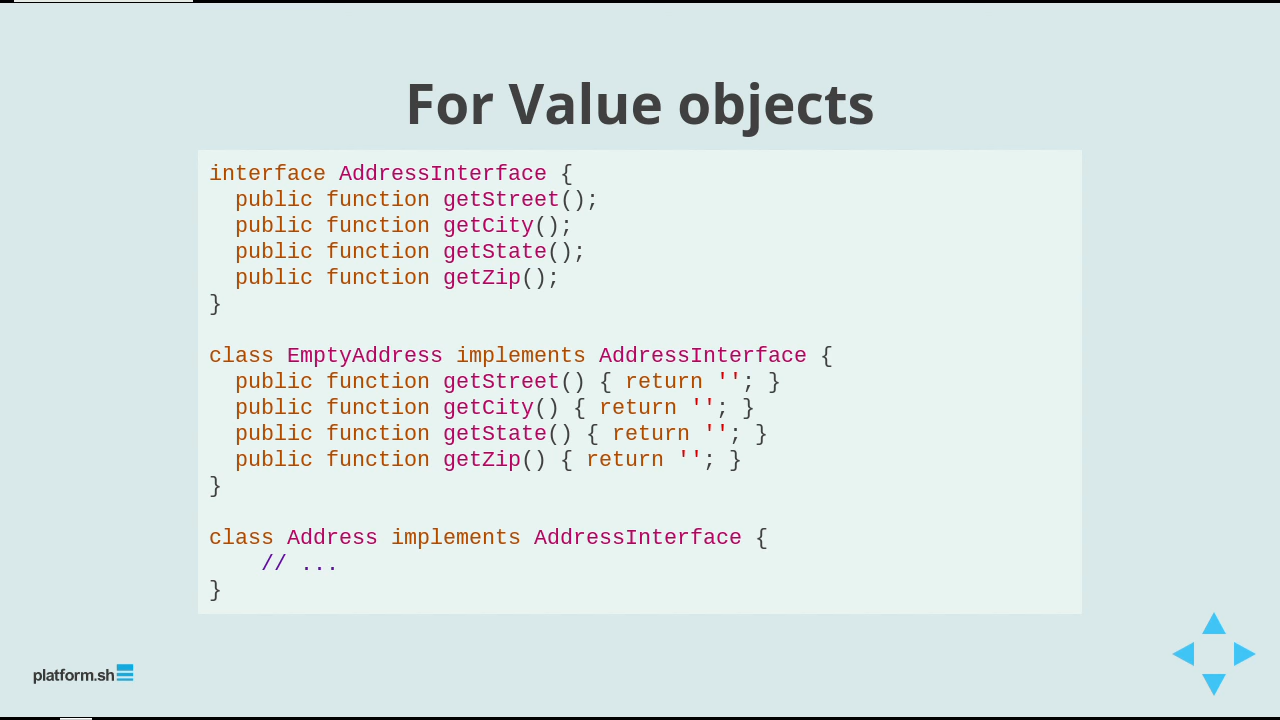 For Value objects
interface AddressInterface {
  public function getStreet();
  public function getCity();
  public function getState();
  public function getZip();
}

class EmptyAddress implements AddressInterface {
  public function getStreet() { return ''; }
  public function getCity() { return ''; }
  public function getState() { return ''; }
  public function getZip() { return ''; }
}

class Address implements AddressInterface {
    // ...
}
platform.sh